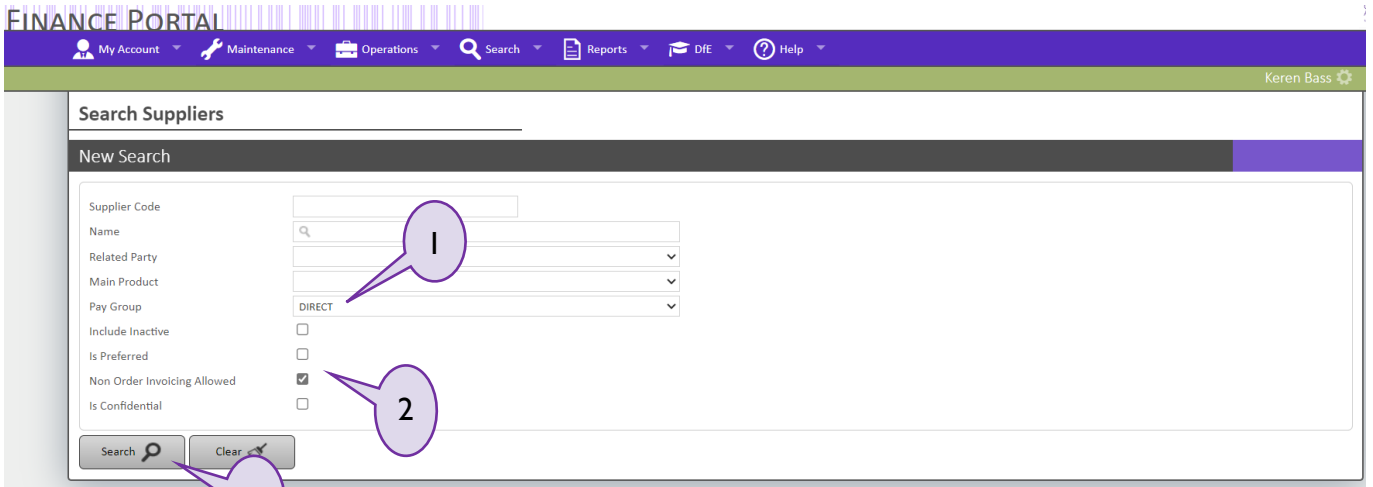 FINANCE PORTAL
My Account Maintenance Operations Search Reports DfE Help
Keren Bass
Search Suppliers
New Search
Supplier Code
Name
Related Party
Main Product
Pay Group DIRECT
Include Inactive
Is Preferred
Non Order Invoicing Allowed
Is Confidential
Search Clear
1
2